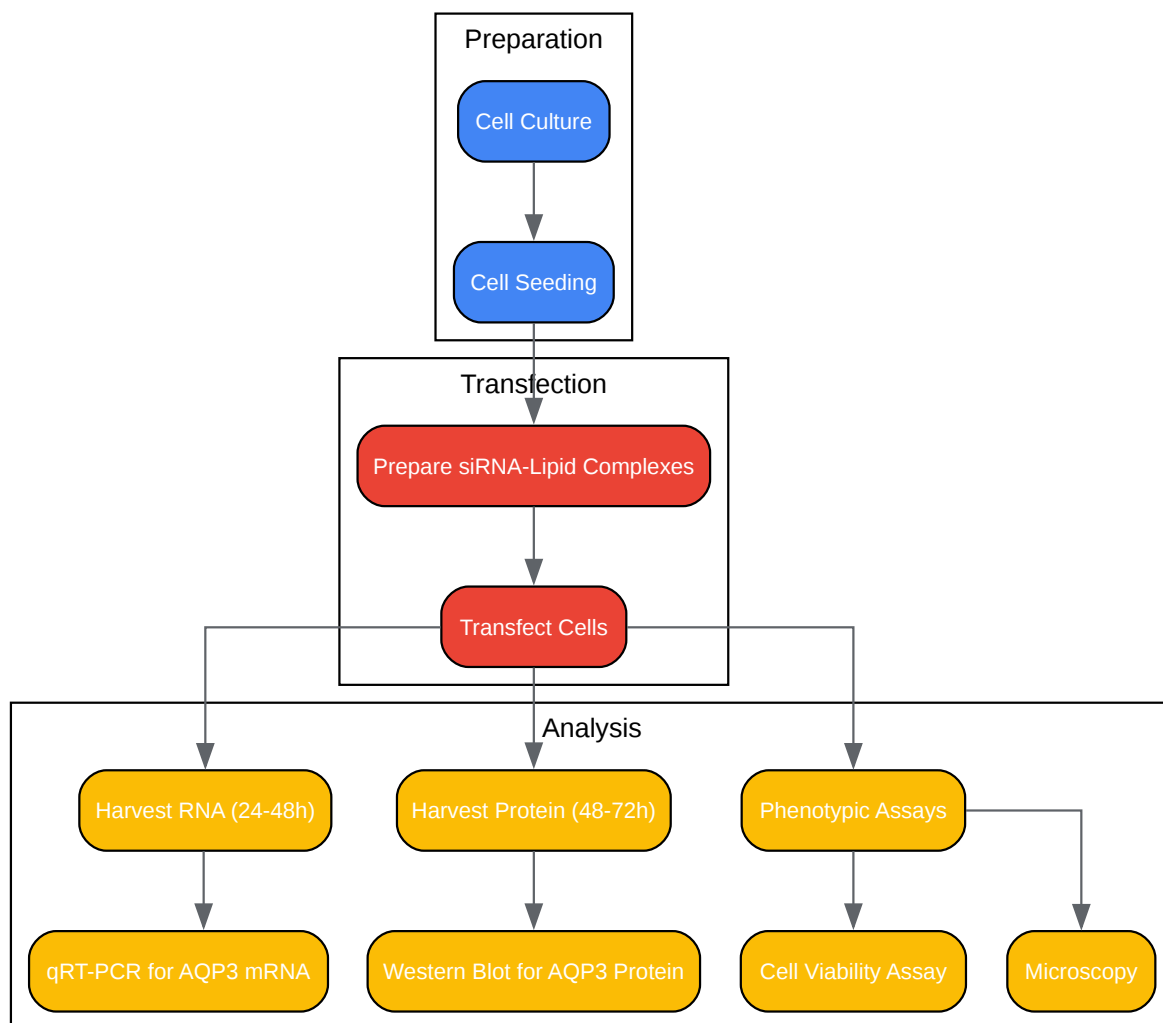 Preparation
Cell Culture
Cell Seeding
Transfection
Prepare siRNA-Lipid Complexes
Transfect Cells
Analysis
Harvest RNA (24-48h)
Harvest Protein (48-72h)
Phenotypic Assays
qRT-PCR for AQP3 mRNA
Western Blot for AQP3 Protein
Cell Viability Assay
Microscopy